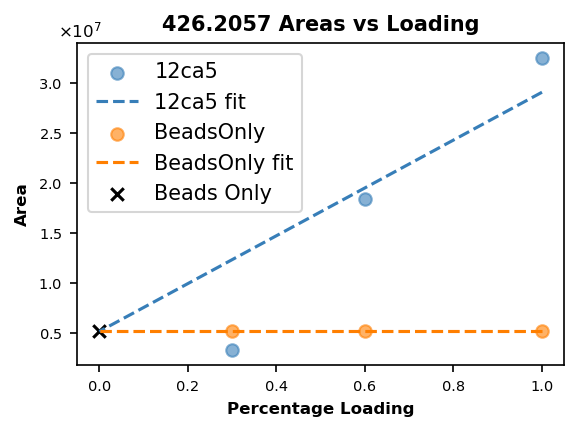 426.2057 Areas vs Loading
×10⁷
12ca5
12ca5 fit
BeadsOnly
BeadsOnly fit
Beads Only
3.0
2.5
2.0
1.5
1.0
0.5
Area
0.0 0.2 0.4 0.6 0.8 1.0
Percentage Loading